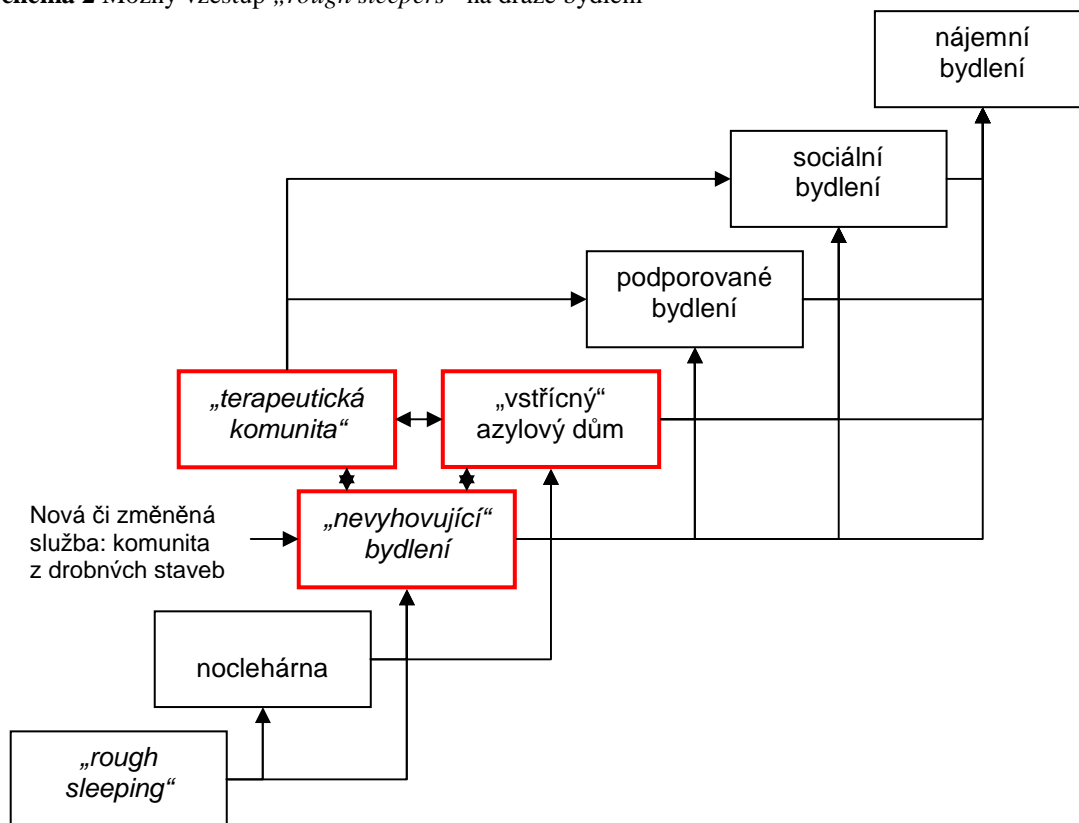 Možný vzestup „rough sleepers“ na dráze bydlení
nájemní
bydlení
sociální
bydlení
podporované
bydlení
„terapeutická
komunita“
„vstřícný“
azylový dům
Nová či změněná
služba: komunita
z drobných staveb
„nevyhovující“
bydlení
noclehárna
„rough
sleeping“